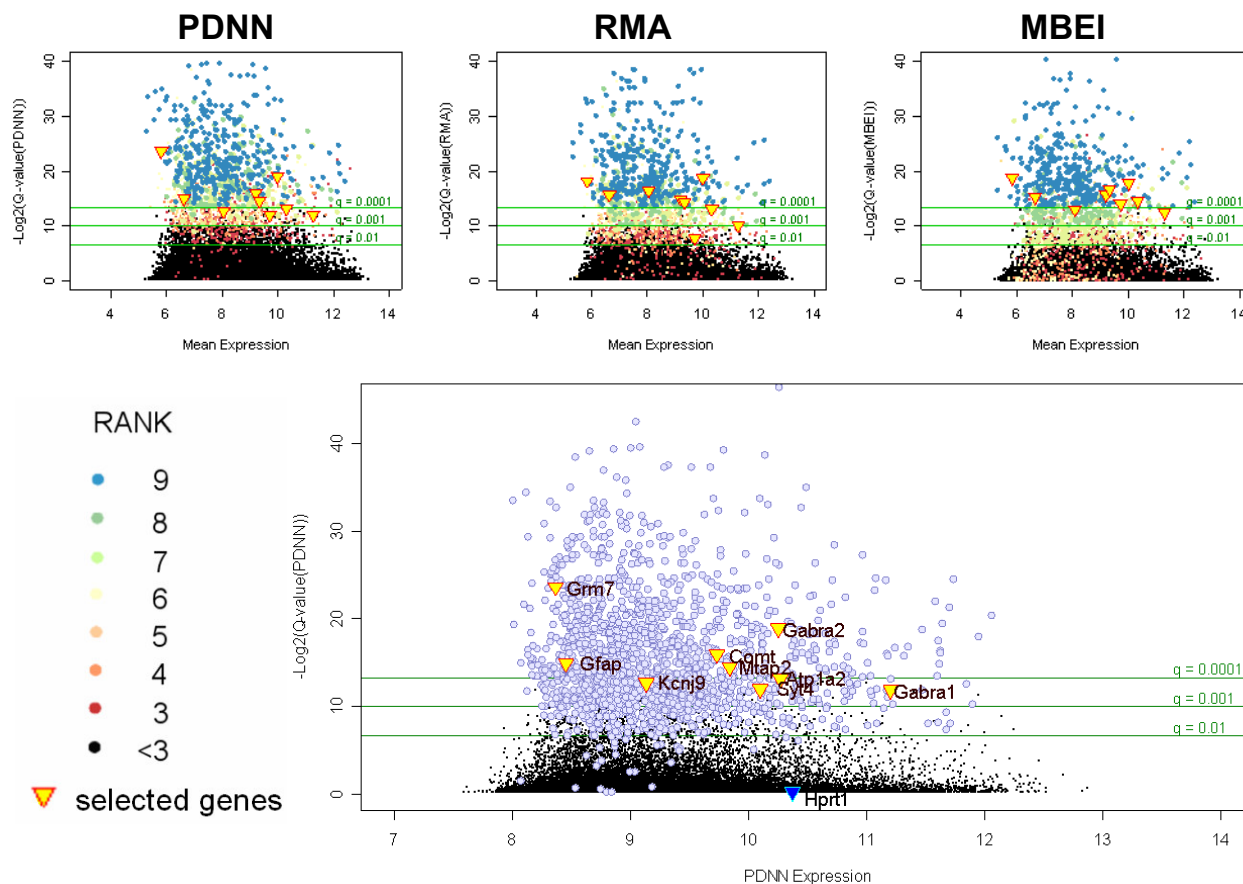 PDNN
RMA
MBEI
-Log2(Q-value(PDNN))
40
30
20
10
0
q = 0.0001
q = 0.001
q = 0.01
4
6
8
10
12
14
Mean Expression
-Log2(Q-value(RMA))
40
30
20
10
0
q = 0.0001
q = 0.001
q = 0.01
4
6
8
10
12
14
Mean Expression
-Log2(Q-value(MBEI))
40
30
20
10
0
q = 0.0001
q = 0.001
q = 0.01
4
6
8
10
12
14
Mean Expression
RANK
9
8
7
6
5
4
3
<3
selected genes
-Log2(Q-value(PDNN))
40
30
20
10
0
Grm7
Gabra2
Comt
Gfap
Mtap2
Kcnj9
Atp1a2
Syt4
Gabra1
q = 0.0001
q = 0.001
q = 0.01
Hprt1
7
8
9
10
11
12
13
14
PDNN Expression